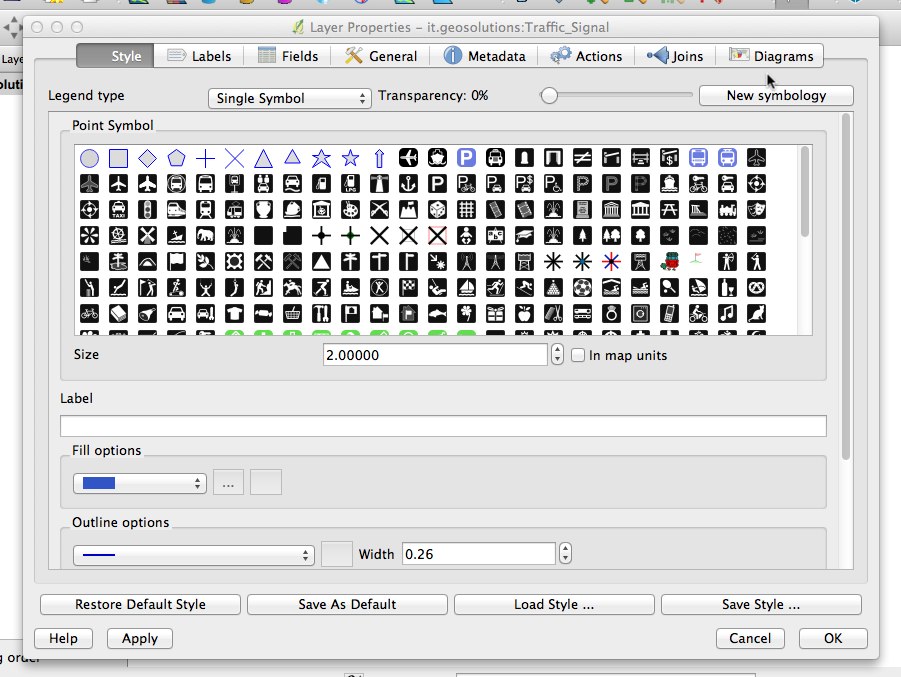 Layer Properties – it.geosolutions:Traffic_Signal
Style Labels Fields General Metadata Actions Joins Diagrams
Legend type Single Symbol Transparency: 0% New symbology
Point Symbol
Size 2.00000 In map units
Label
Fill options
...
Outline options
Width 0.26
Restore Default Style Save As Default Load Style ... Save Style ...
Help Apply Cancel OK
Laye
oluti
g order